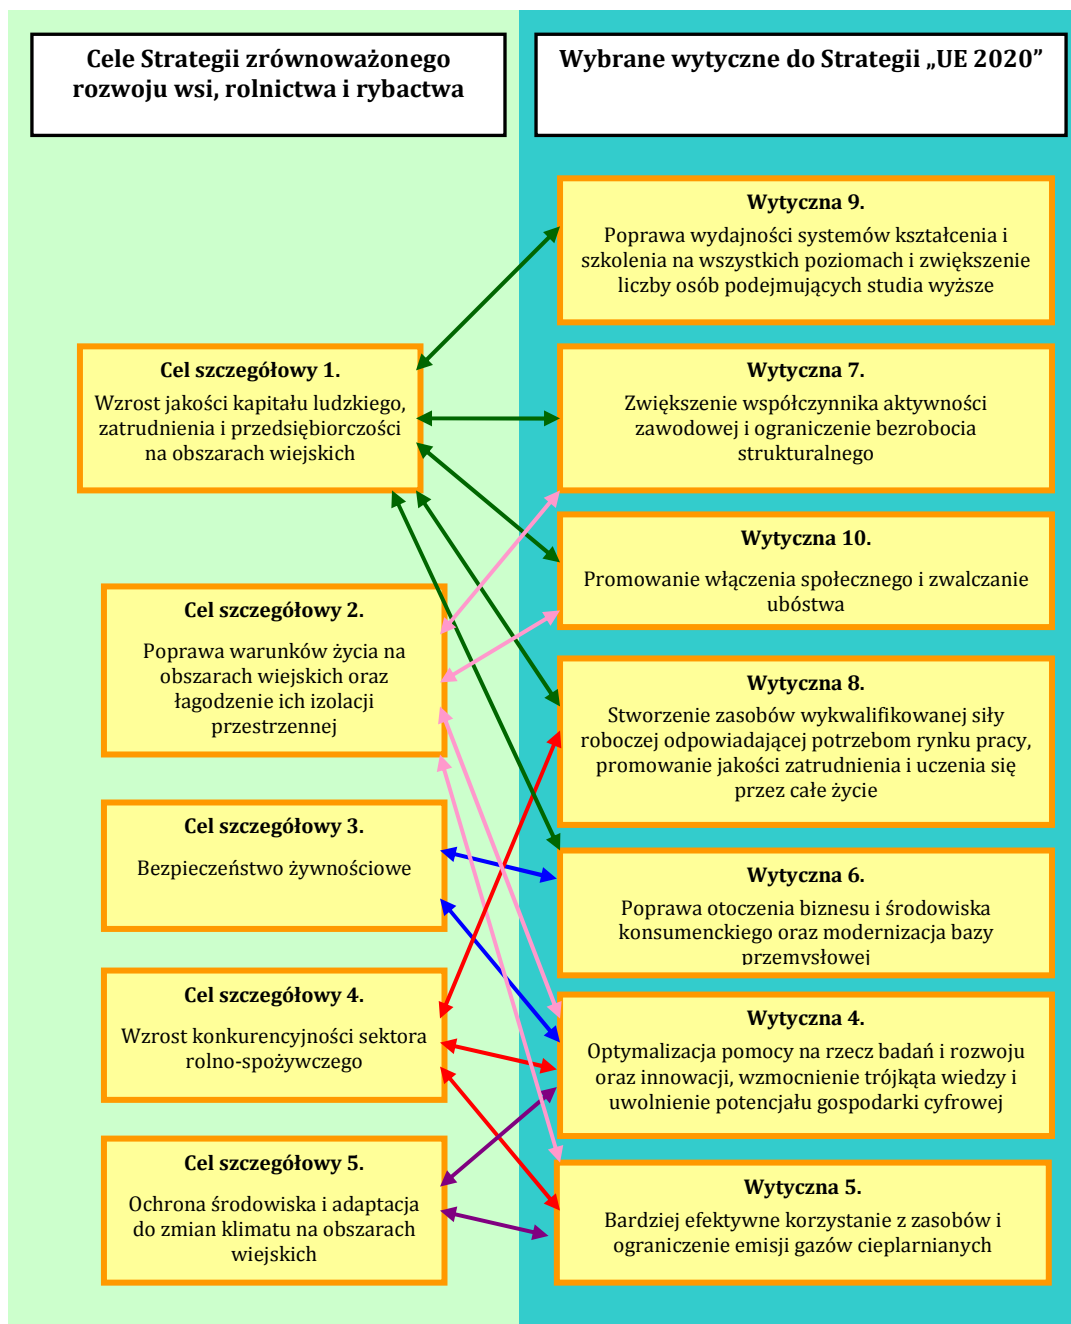 Cele Strategii zrównoważonego
rozwoju wsi, rolnictwa i rybactwa
Wybrane wytyczne do Strategii „UE 2020”
Wytyczna 9.
Poprawa wydajności systemów kształcenia i
szkolenia na wszystkich poziomach i zwiększenie
liczby osób podejmujących studia wyższe
Cel szczegółowy 1.
Wzrost jakości kapitału ludzkiego,
zatrudnienia i przedsiębiorczości
na obszarach wiejskich
Wytyczna 7.
Zwiększenie współczynnika aktywności
zawodowej i ograniczenie bezrobocia
strukturalnego
Wytyczna 10.
Promowanie włączenia społecznego i zwalczanie
ubóstwa
Cel szczegółowy 2.
Poprawa warunków życia na
obszarach wiejskich oraz
łagodzenie ich izolacji
przestrzennej
Wytyczna 8.
Stworzenie zasobów wykwalifikowanej siły
roboczej odpowiadającej potrzebom rynku pracy,
promowanie jakości zatrudnienia i uczenia się
przez całe życie
Cel szczegółowy 3.
Bezpieczeństwo żywnościowe
Wytyczna 6.
Poprawa otoczenia biznesu i środowiska
konsumenckiego oraz modernizacja bazy
przemysłowej
Cel szczegółowy 4.
Wzrost konkurencyjności sektora
rolno-spożywczego
Wytyczna 4.
Optymalizacja pomocy na rzecz badań i rozwoju
oraz innowacji, wzmocnienie trójkąta wiedzy i
uwolnienie potencjału gospodarki cyfrowej
Cel szczegółowy 5.
Ochrona środowiska i adaptacja
do zmian klimatu na obszarach
wiejskich
Wytyczna 5.
Bardziej efektywne korzystanie z zasobów i
ograniczenie emisji gazów cieplarnianych